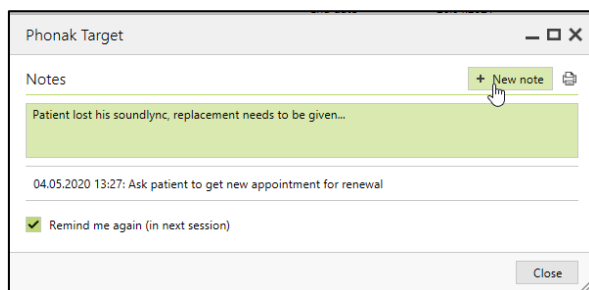 Phonak Target
Notes
+ New note
Patient lost his soundlync, replacement needs to be given...
04.05.2020 13:27: Ask patient to get new appointment for renewal
Remind me again (in next session)
Close